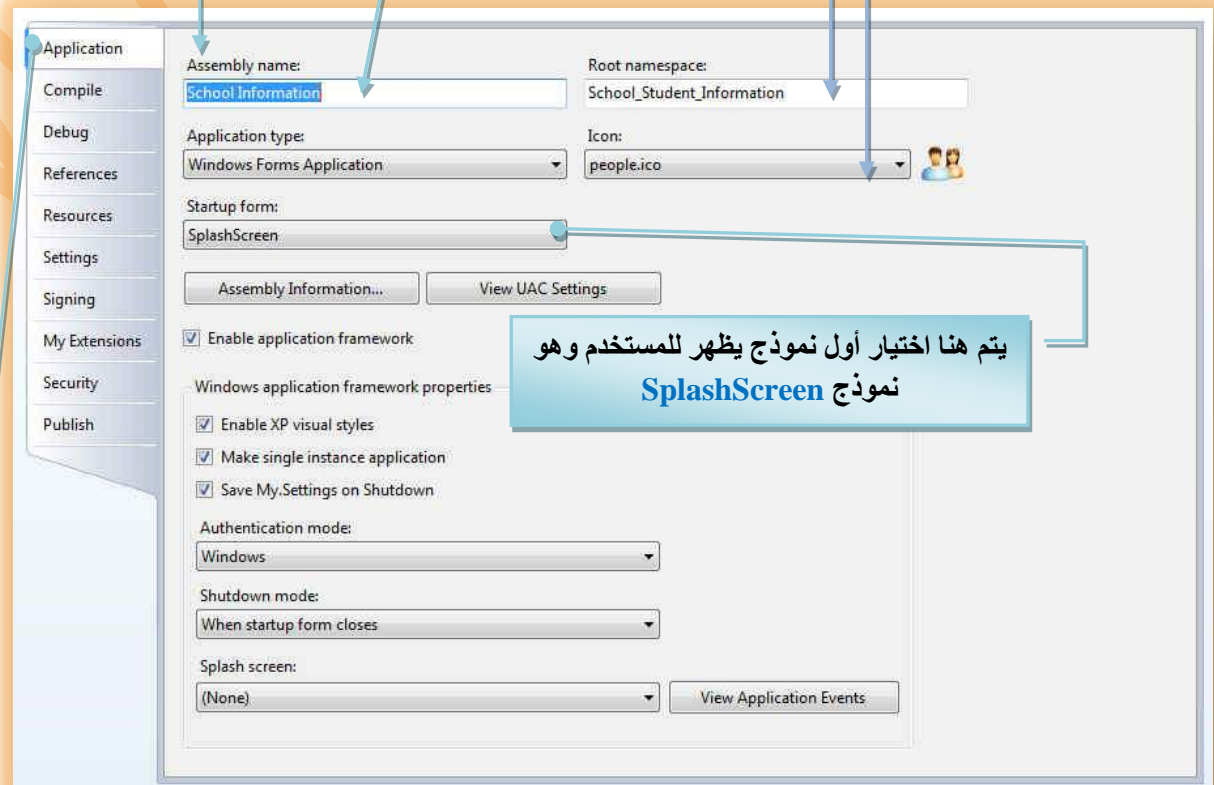 Application
Compile
Debug
References
Resources
Settings
Signing
My Extensions
Security
Publish
Assembly name:
Root namespace:
School Information
School_Student_Information
Application type:
Icon:
Windows Forms Application
people.ico
Startup form:
SplashScreen
Assembly Information...
View UAC Settings
Enable application framework
يتم هنا اختيار أول نموذج يظهر للمستخدم وهو
نموذج SplashScreen
Windows application framework properties
Enable XP visual styles
Make single instance application
Save My.Settings on Shutdown
Authentication mode:
Windows
Shutdown mode:
When startup form closes
Splash screen:
(None)
View Application Events